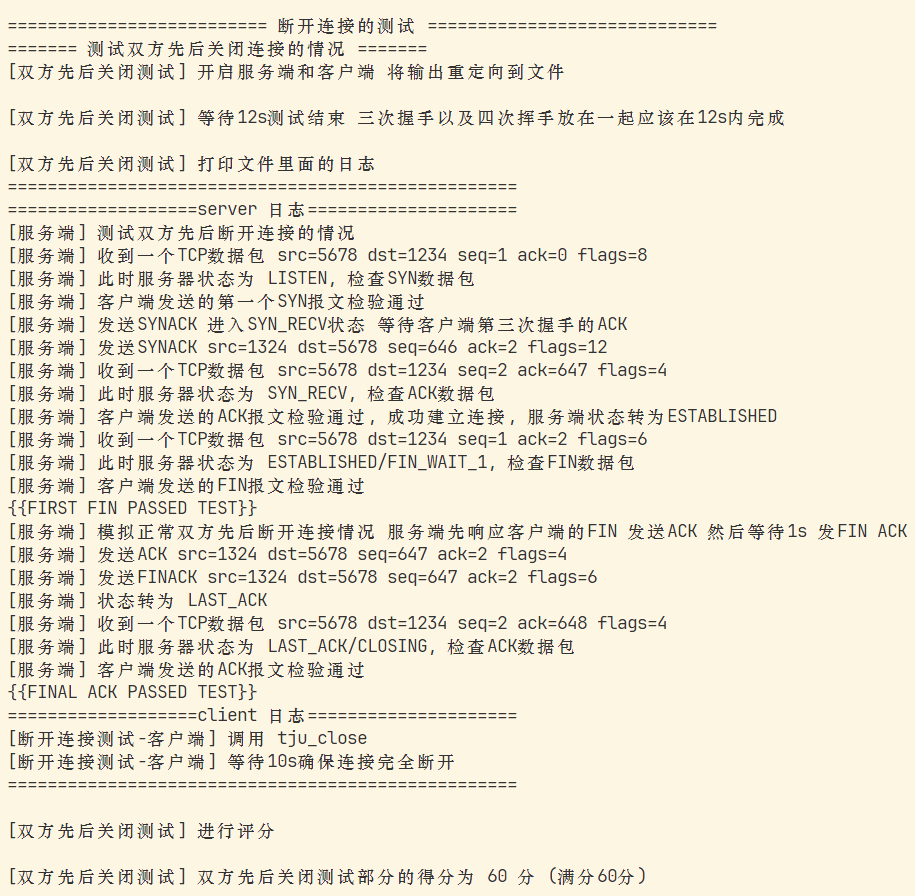 ========================== 断开连接的测试 =============================
======= 测试双方先后关闭连接的情况 =======
[双方先后关闭测试] 开启服务端和客户端 将输出重定向到文件
[双方先后关闭测试] 等待12s测试结束 三次握手以及四次挥手放在一起应该在12s内完成
[双方先后关闭测试] 打印文件里面的日志
===================================================
===================server 日志=====================
[服务端] 测试双方先后断开连接的情况
[服务端] 收到一个TCP数据包 src=5678 dst=1234 seq=1 ack=0 flags=8
[服务端] 此时服务器状态为 LISTEN, 检查SYN数据包
[服务端] 客户端发送的第一个SYN报文检验通过
[服务端] 发送SYNACK 进入SYN_RECV状态 等待客户端第三次握手的ACK
[服务端] 发送SYNACK src=1324 dst=5678 seq=646 ack=2 flags=12
[服务端] 收到一个TCP数据包 src=5678 dst=1234 seq=2 ack=647 flags=4
[服务端] 此时服务器状态为 SYN_RECV, 检查ACK数据包
[服务端] 客户端发送的ACK报文检验通过, 成功建立连接, 服务端状态转为ESTABLISHED
[服务端] 收到一个TCP数据包 src=5678 dst=1234 seq=1 ack=2 flags=6
[服务端] 此时服务器状态为 ESTABLISHED/FIN_WAIT_1, 检查FIN数据包
[服务端] 客户端发送的FIN报文检验通过
{{FIRST FIN PASSED TEST}}
[服务端] 模拟正常双方先后断开连接情况 服务端先响应客户端的FIN 发送ACK 然后等待1s 发FIN ACK
[服务端] 发送ACK src=1324 dst=5678 seq=647 ack=2 flags=4
[服务端] 发送FINACK src=1324 dst=5678 seq=647 ack=2 flags=6
[服务端] 状态转为 LAST_ACK
[服务端] 收到一个TCP数据包 src=5678 dst=1234 seq=2 ack=648 flags=4
[服务端] 此时服务器状态为 LAST_ACK/CLOSING, 检查ACK数据包
[服务端] 客户端发送的ACK报文检验通过
{{FINAL ACK PASSED TEST}}
===================client 日志=====================
[断开连接测试-客户端] 调用 tju_close
[断开连接测试-客户端] 等待10s确保连接完全断开
===================================================
[双方先后关闭测试] 进行评分
[双方先后关闭测试] 双方先后关闭测试部分的得分为 60 分 (满分60分)